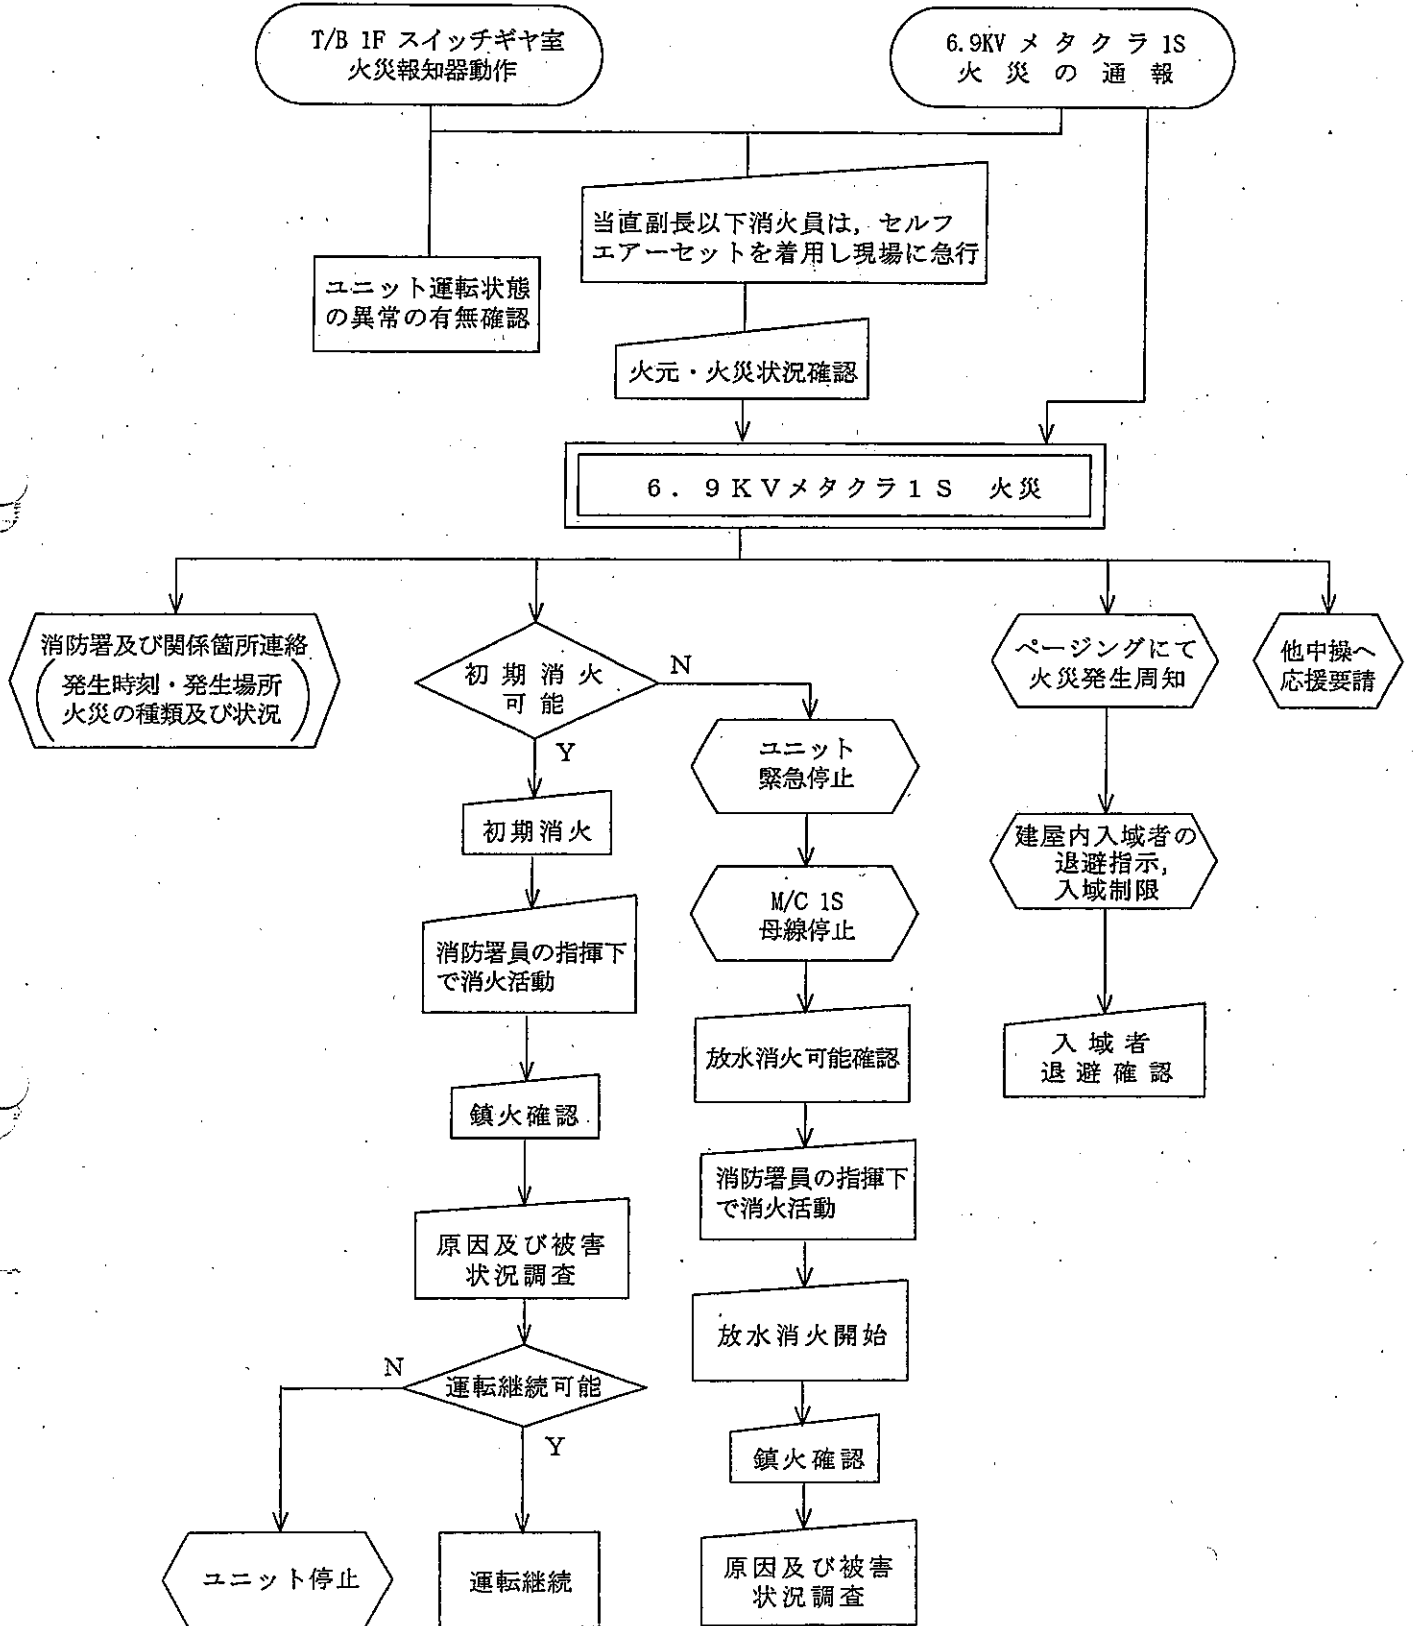 T/B 1F スイッチギヤ室
火災報知器動作
6.9KV メタクラ 1S
火災の通報
当直副長以下消火員は，セルフ
エアーセットを着用し現場に急行
ユニット運転状態
の異常の有無確認
火元・火災状況確認
６．９ＫＶメタクラ１Ｓ　火災
消防署及び関係箇所連絡
発生時刻・発生場所
火災の種類及び状況
初期消火
可能
N
Y
ページングにて
火災発生周知
他中操へ
応援要請
ユニット
緊急停止
初期消火
建屋内入域者の
退避指示，
入域制限
M/C 1S
母線停止
消防署員の指揮下
で消火活動
放水消火可能確認
入域者
退避確認
鎮火確認
消防署員の指揮下
で消火活動
原因及び被害
状況調査
放水消火開始
N
運転継続可能
Y
鎮火確認
ユニット停止
運転継続
原因及び被害
状況調査